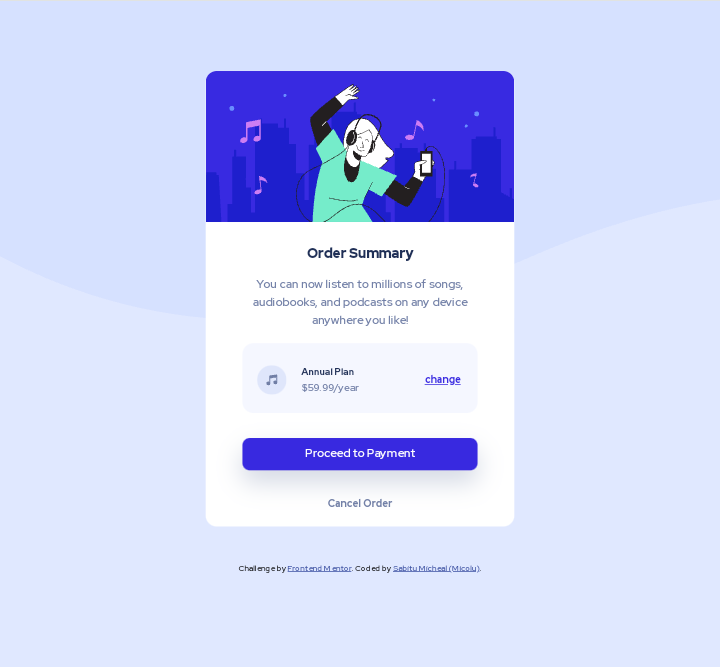 Order Summary
You can now listen to millions of songs,
audiobooks, and podcasts on any device
anywhere you like!
Annual Plan
$59.99/year
change
Proceed to Payment
Cancel Order
Challenge by Frontend Mentor. Coded by Sabitu Micheal (Micolu).